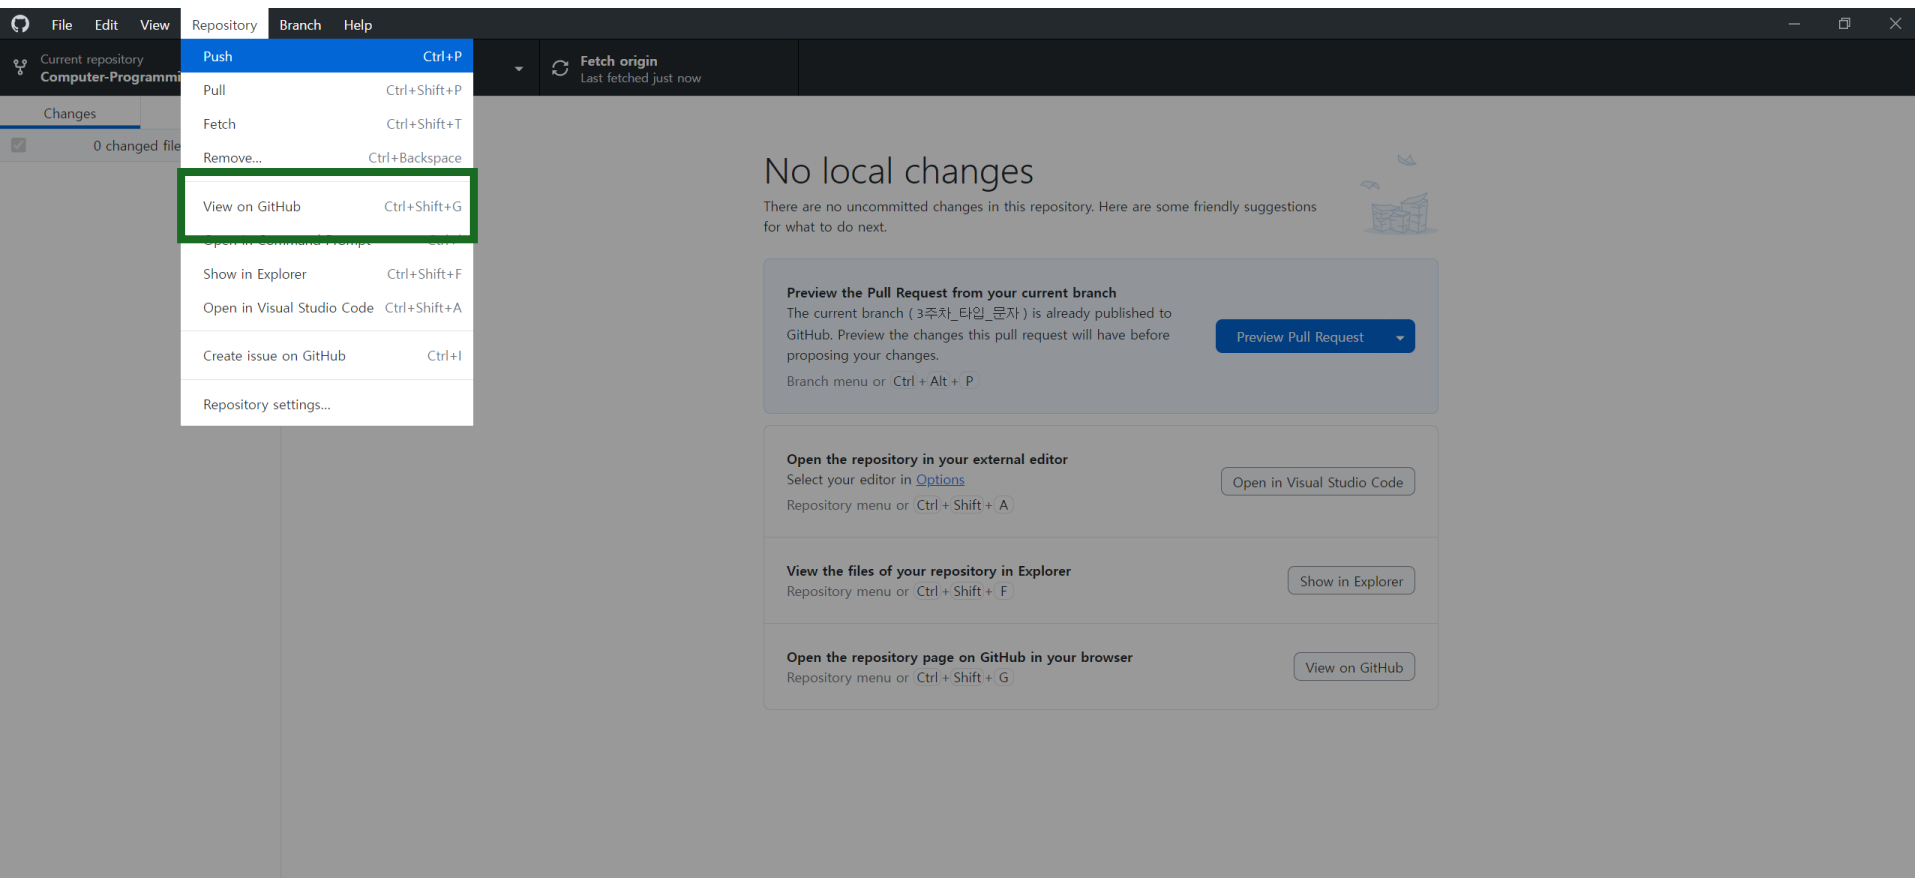 File Edit View Repository Branch Help
Current repository
Computer-Programmi
Fetch origin
Last fetched just now
Changes
0 changed file
Push Ctrl+P
Pull Ctrl+Shift+P
Fetch Ctrl+Shift+T
Remove... Ctrl+Backspace
View on GitHub Ctrl+Shift+G
Open in Command Prompt
Show in Explorer Ctrl+Shift+F
Open in Visual Studio Code Ctrl+Shift+A
Create issue on GitHub Ctrl+I
Repository settings...
No local changes
There are no uncommitted changes in this repository. Here are some friendly suggestions
for what to do next.
Preview the Pull Request from your current branch
The current branch ( 3주차_타입_문자 ) is already published to
GitHub. Preview the changes this pull request will have before
proposing your changes.
Branch menu or Ctrl + Alt + P
Preview Pull Request
Open the repository in your external editor
Select your editor in Options
Repository menu or Ctrl + Shift + A
Open in Visual Studio Code
View the files of your repository in Explorer
Repository menu or Ctrl + Shift + F
Show in Explorer
Open the repository page on GitHub in your browser
Repository menu or Ctrl + Shift + G
View on GitHub